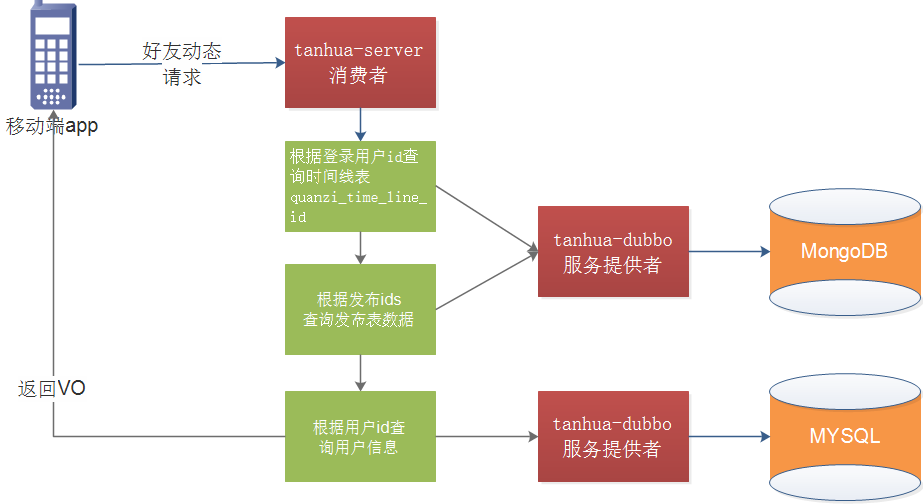 好友动态
请求
移动端app
tanhua-server
消费者
根据登录用户id查
询时间线表
quanzi_time_line_
id
tanhua-dubbo
服务提供者
MongoDB
根据发布ids
查询发布表数据
返回VO
根据用户id查
询用户信息
tanhua-dubbo
服务提供者
MYSQL